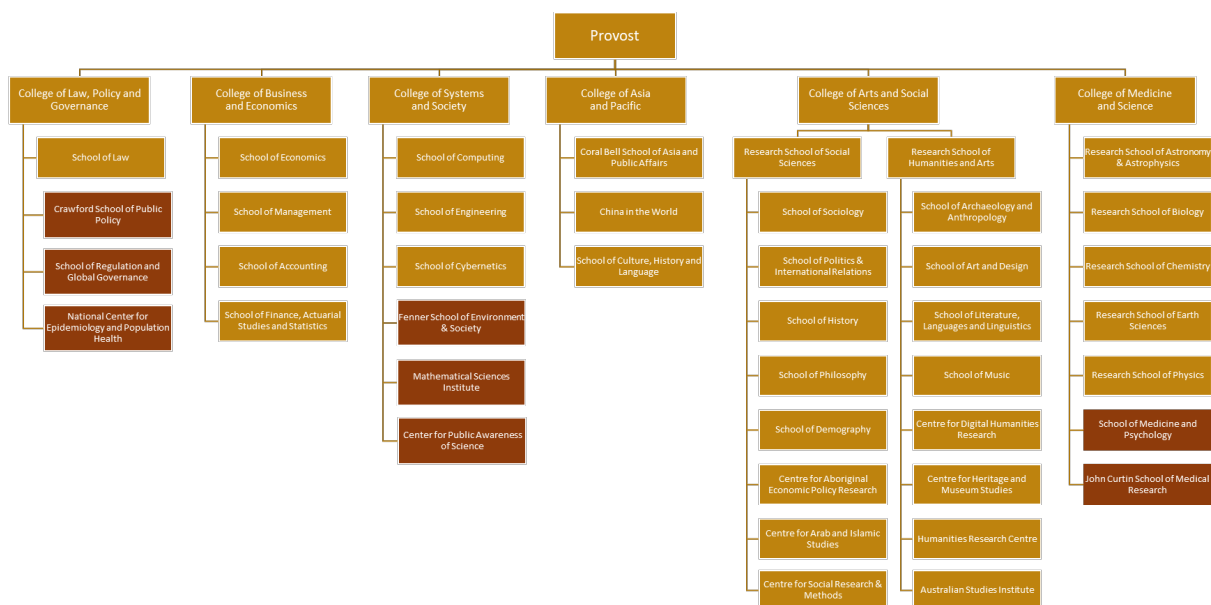 Provost
College of Law, Policy and
Governance
School of Law
Crawford School of Public
Policy
School of Regulation and
Global Governance
National Center for
Epidemiology and Population
Health
College of Business
and Economics
School of Economics
School of Management
School of Accounting
School of Finance, Actuarial
Studies and Statistics
College of Systems
and Society
School of Computing
School of Engineering
School of Cybernetics
Fenner School of Environment
& Society
Mathematical Sciences
Institute
Center for Public Awareness
of Science
College of Asia
and Pacific
Coral Bell School of Asia and
Public Affairs
China in the World
School of Culture, History and
Language
College of Arts and Social
Sciences
Research School of Social
Sciences
School of Sociology
School of Politics &
International Relations
School of History
School of Philosophy
School of Demography
Centre for Aboriginal
Economic Policy Research
Centre for Arab and Islamic
Studies
Centre for Social Research &
Methods
Research School of
Humanities and Arts
School of Archaeology and
Anthropology
School of Art and Design
School of Literature,
Languages and Linguistics
School of Music
Centre for Digital Humanities
Research
Centre for Heritage and
Museum Studies
Humanities Research Centre
Australian Studies Institute
College of Medicine
and Science
Research School of Astronomy
& Astrophysics
Research School of Biology
Research School of Chemistry
Research School of Earth
Sciences
Research School of Physics
School of Medicine and
Psychology
John Curtin School of Medical
Research